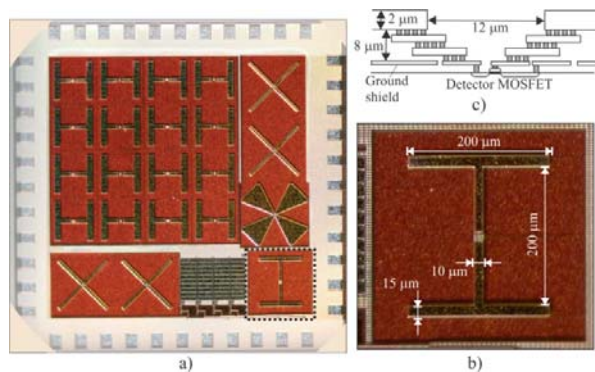 2 µm
12 µm
8 µm
Ground
shield
Detector MOSFET
c)
200 µm
200 µm
10 µm
15 µm
a)
b)